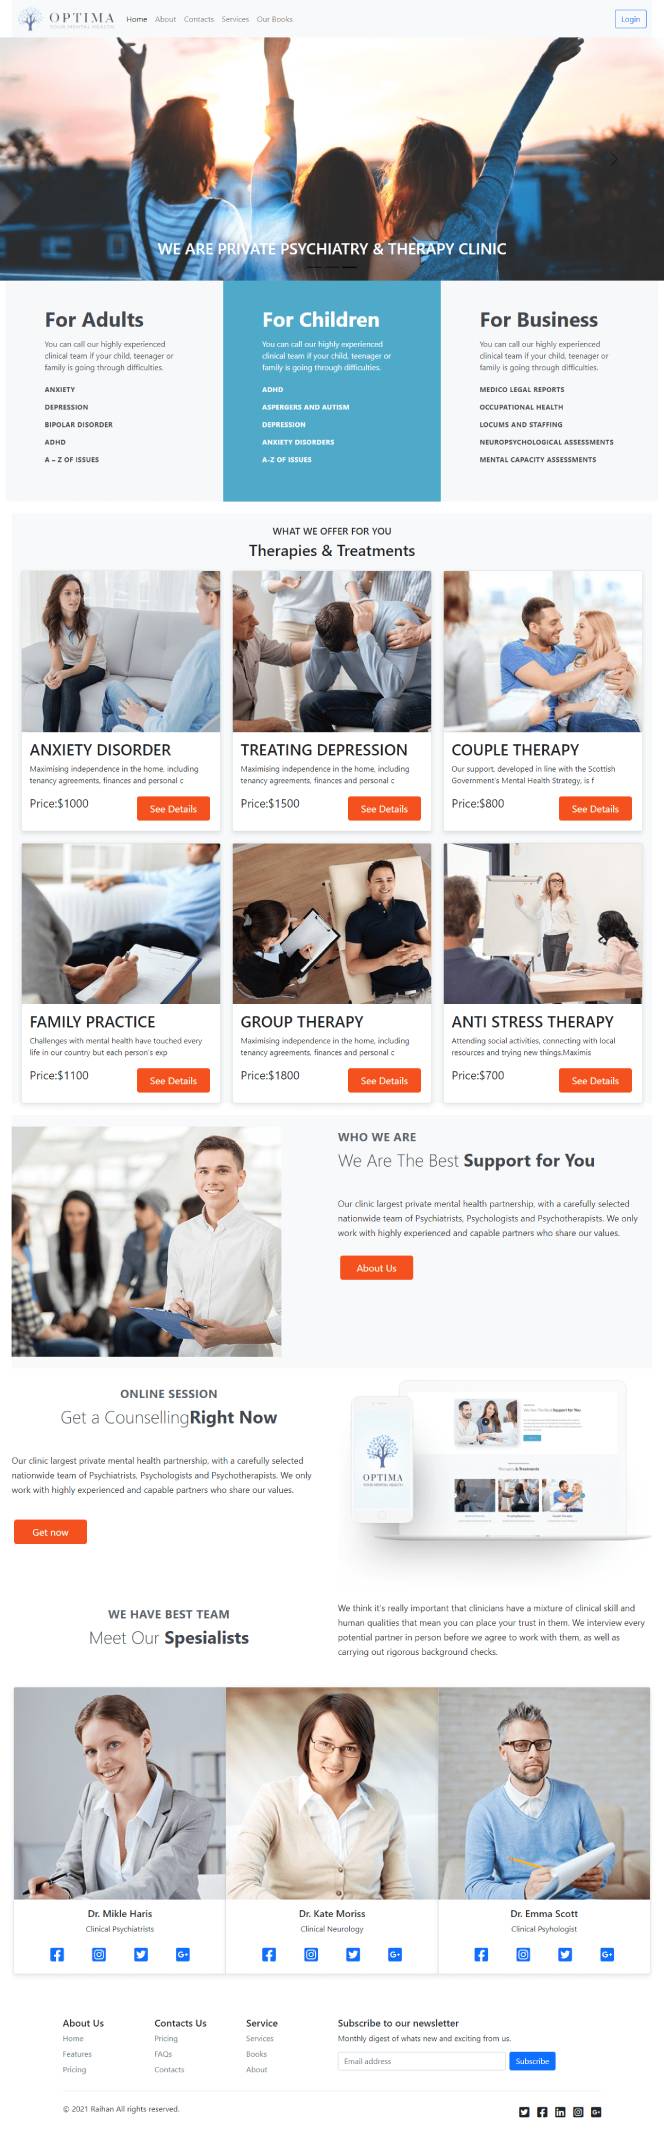 OPTIMA
YOUR MENTAL HEALTH
Home About Contacts Services Our Books
Login
WE ARE PRIVATE PSYCHIATRY & THERAPY CLINIC
For Adults
You can call our highly experienced
clinical team if your child, teenager or
family is going through difficulties.
ANXIETY
DEPRESSION
BIPOLAR DISORDER
ADHD
A – Z OF ISSUES
For Children
You can call our highly experienced
clinical team if your child, teenager or
family is going through difficulties.
ADHD
ASPERGERS AND AUTISM
DEPRESSION
ANXIETY DISORDERS
A-Z OF ISSUES
For Business
You can call our highly experienced
clinical team if your child, teenager or
family is going through difficulties.
MEDICO LEGAL REPORTS
OCCUPATIONAL HEALTH
LOCUMS AND STAFFING
NEUROPSYCHOLOGICAL ASSESSMENTS
MENTAL CAPACITY ASSESSMENTS
WHAT WE OFFER FOR YOU
Therapies & Treatments
ANXIETY DISORDER
Maximising independence in the home, including
tenancy agreements, finances and personal c
Price:$1000
See Details
TREATING DEPRESSION
Maximising independence in the home, including
tenancy agreements, finances and personal c
Price:$1500
See Details
COUPLE THERAPY
Our support, developed in line with the Scottish
Government's Mental Health Strategy, is f
Price:$800
See Details
FAMILY PRACTICE
Challenges with mental health have touched every
life in our country but each person's exp
Price:$1100
See Details
GROUP THERAPY
Maximising independence in the home, including
tenancy agreements, finances and personal c
Price:$1800
See Details
ANTI STRESS THERAPY
Attending social activities, connecting with local
resources and trying new things.Maximis
Price:$700
See Details
WHO WE ARE
We Are The Best Support for You
Our clinic largest private mental health partnership, with a carefully selected
nationwide team of Psychiatrists, Psychologists and Psychotherapists. We only
work with highly experienced and capable partners who share our values.
About Us
ONLINE SESSION
Get a CounsellingRight Now
Our clinic largest private mental health partnership, with a carefully selected
nationwide team of Psychiatrists, Psychologists and Psychotherapists. We only
work with highly experienced and capable partners who share our values.
Get now
OPTIMA
YOUR MENTAL HEALTH
We Are The Best Support for You
Therapies & Treatments
WE HAVE BEST TEAM
Meet Our Spesialists
We think it's really important that clinicians have a mixture of clinical skill and
human qualities that mean you can place your trust in them. We interview every
potential partner in person before we agree to work with them, as well as
carrying out rigorous background checks.
Dr. Mikle Haris
Clinical Psychiatrists
Dr. Kate Moriss
Clinical Neurology
Dr. Emma Scott
Clinical Psyhologist
About Us
Home
Features
Pricing
Contacts Us
Pricing
FAQs
Contacts
Service
Services
Books
About
Subscribe to our newsletter
Monthly digest of whats new and exciting from us.
Email address
Subscribe
© 2021 Raihan All rights reserved.